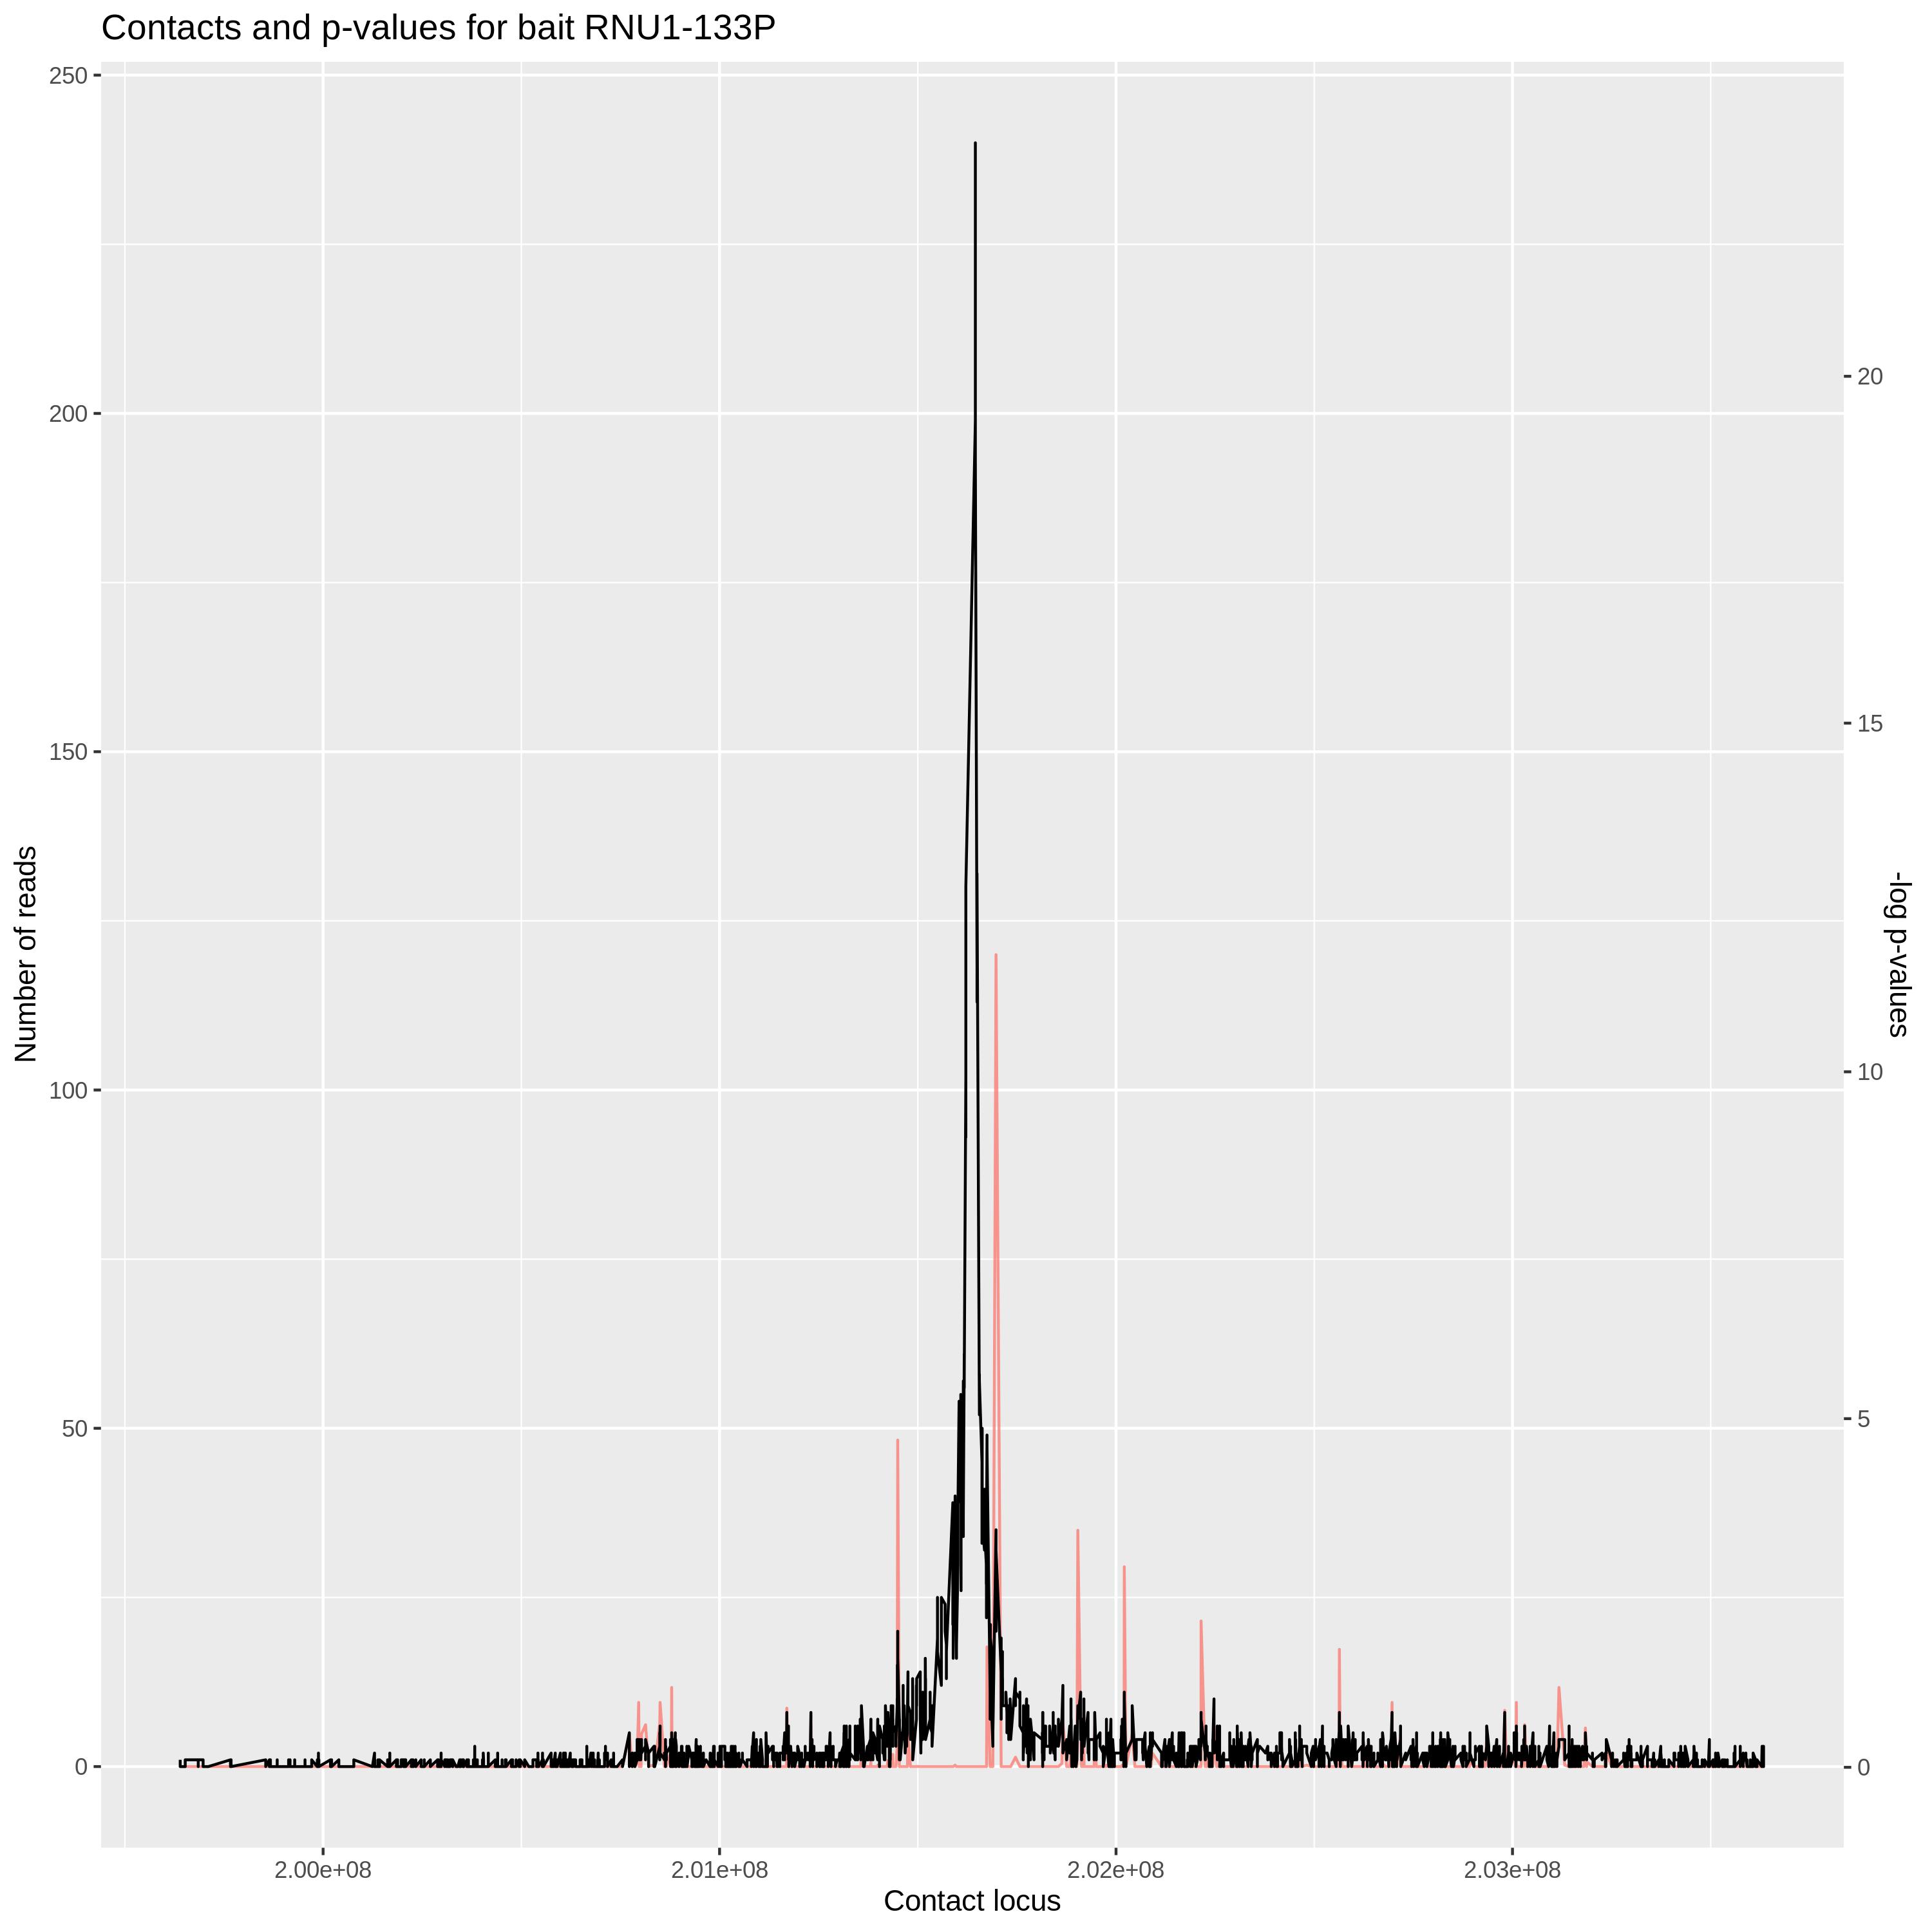 Contacts and p-values for bait RNU1-133P
250
200
150
100
50
0
Number of reads
20
15
10
5
0
-log p-values
2.00e+08 2.01e+08 2.02e+08 2.03e+08
Contact locus